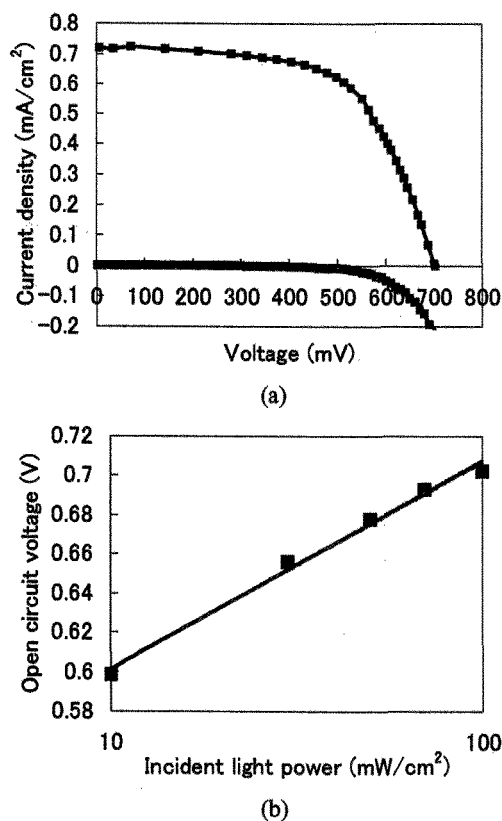 0.8
0.7
0.6
0.5
0.4
0.3
0.2
0.1
0
-0.1
-0.2
Current density (mA/cm²)
0 100 200 300 400 500 600 700 800
Voltage (mV)
(a)
0.72
0.7
0.68
0.66
0.64
0.62
0.6
0.58
Open circuit voltage (V)
10 100
Incident light power (mW/cm²)
(b)